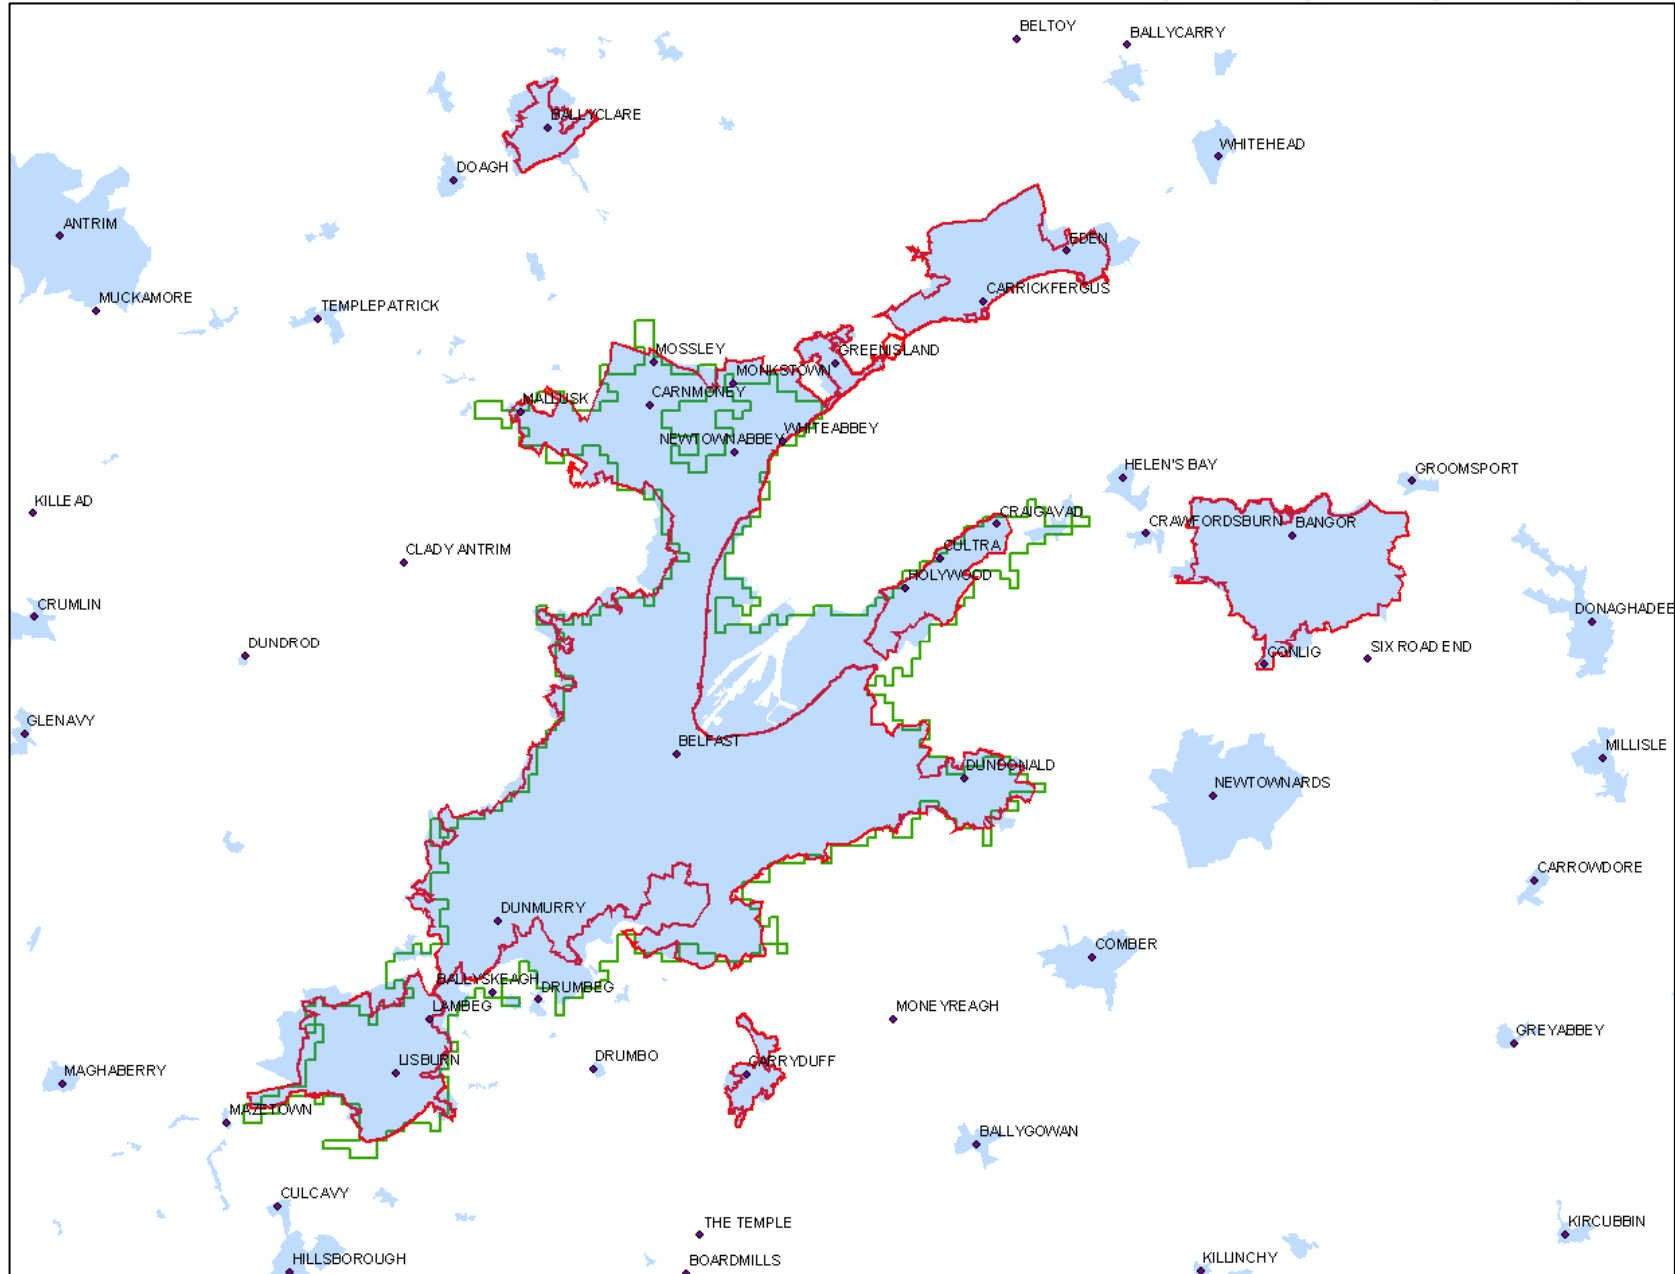 BELTOY
BALLYCARRY
BALLYCLARE
WHITEHEAD
DOAGH
ANTRIM
EDEN
MUCKAMORE
TEMPLEPATRICK
CARRICKFERGUS
MOSSLEY
GREENISLAND
MONKSTOWN
MALLUSK
CARNMONEY
WHITEABBEY
NEWTOWNABBEY
HELEN'S BAY
GROOMSPORT
KILLEAD
CRAIGAVAD
CRAWFORDSBURN
BANGOR
CLADY ANTRIM
CULTRA
HOLYWOOD
CRUMLIN
DONAGHADEE
DUNDROD
CONLIG
SIX ROAD END
GLENAVY
BELFAST
MILLISLE
DUNDONALD
NEWTOWNARDS
CARROWDORE
DUNMURRY
COMBER
BALLYSKEAGH
DRUMBEG
LAMBEG
MONEYREAGH
GREYABBEY
LISBURN
DRUMBO
CARRYDUFF
MAGHABERRY
MAZETOWN
BALLYGOWAN
CULCAVY
THE TEMPLE
KIRCUBBIN
HILLSBOROUGH
BOARDMILLS
KILLINCHY